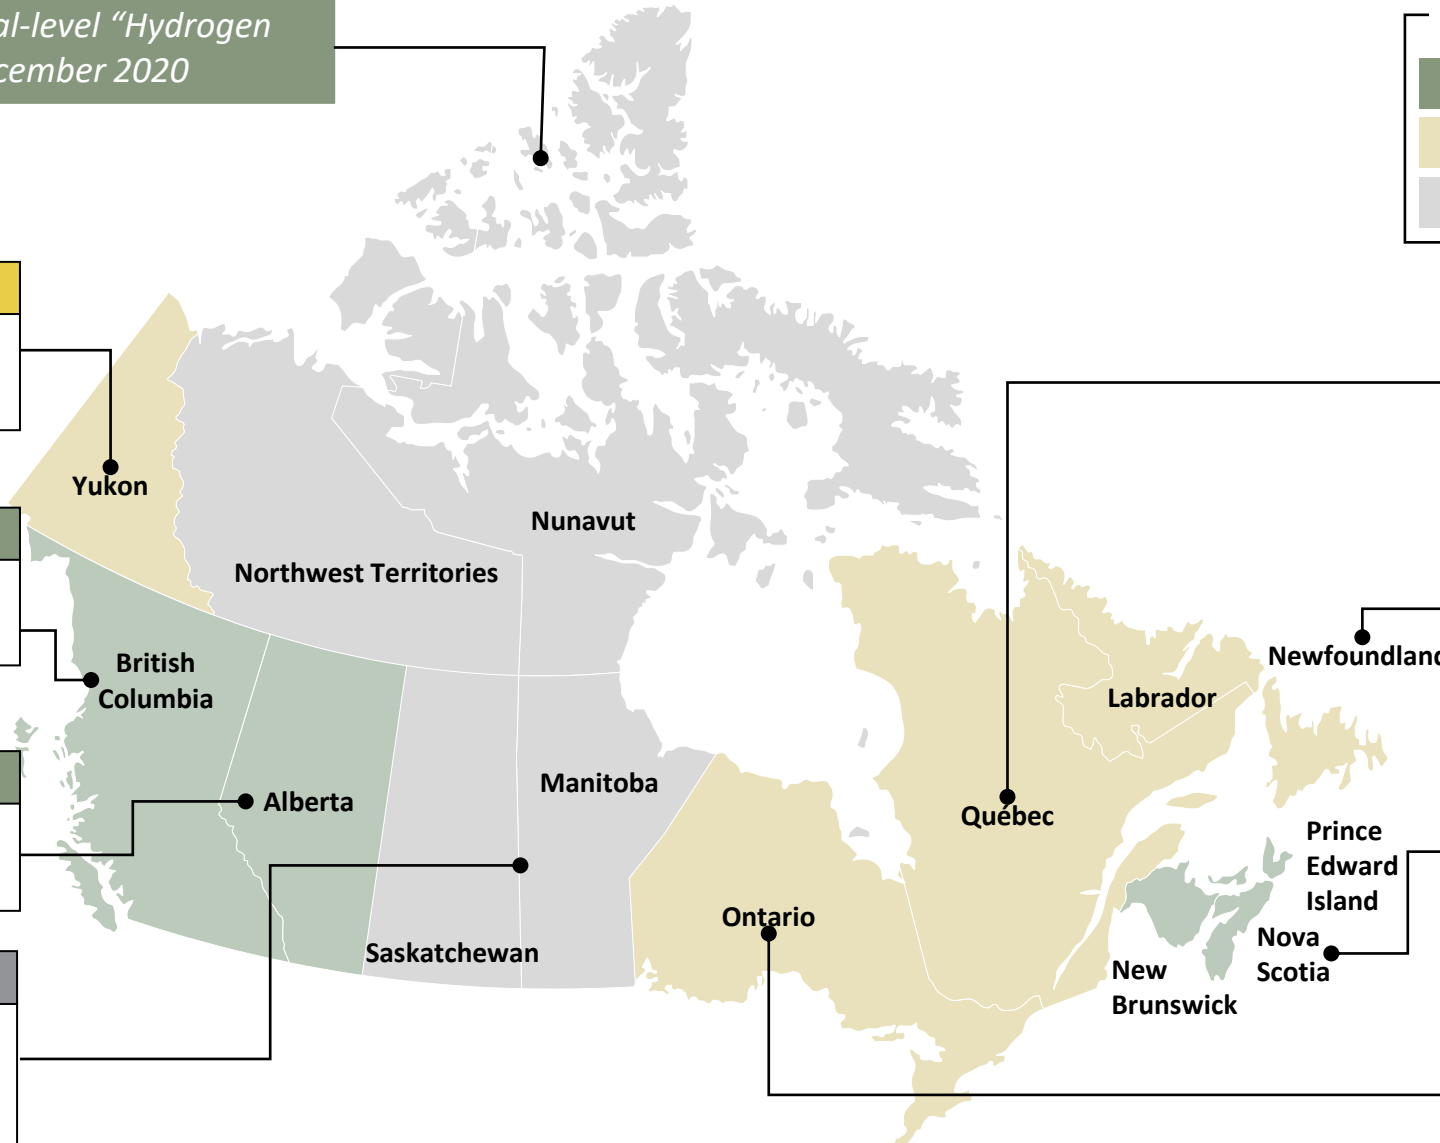 al-level “Hydrogen
cember 2020
Yukon
Nunavut
Northwest Territories
British
Columbia
Newfoundland
Labrador
Manitoba
Alberta
Québec
Prince
Edward
Island
Ontario
Nova
Scotia
Saskatchewan
New
Brunswick